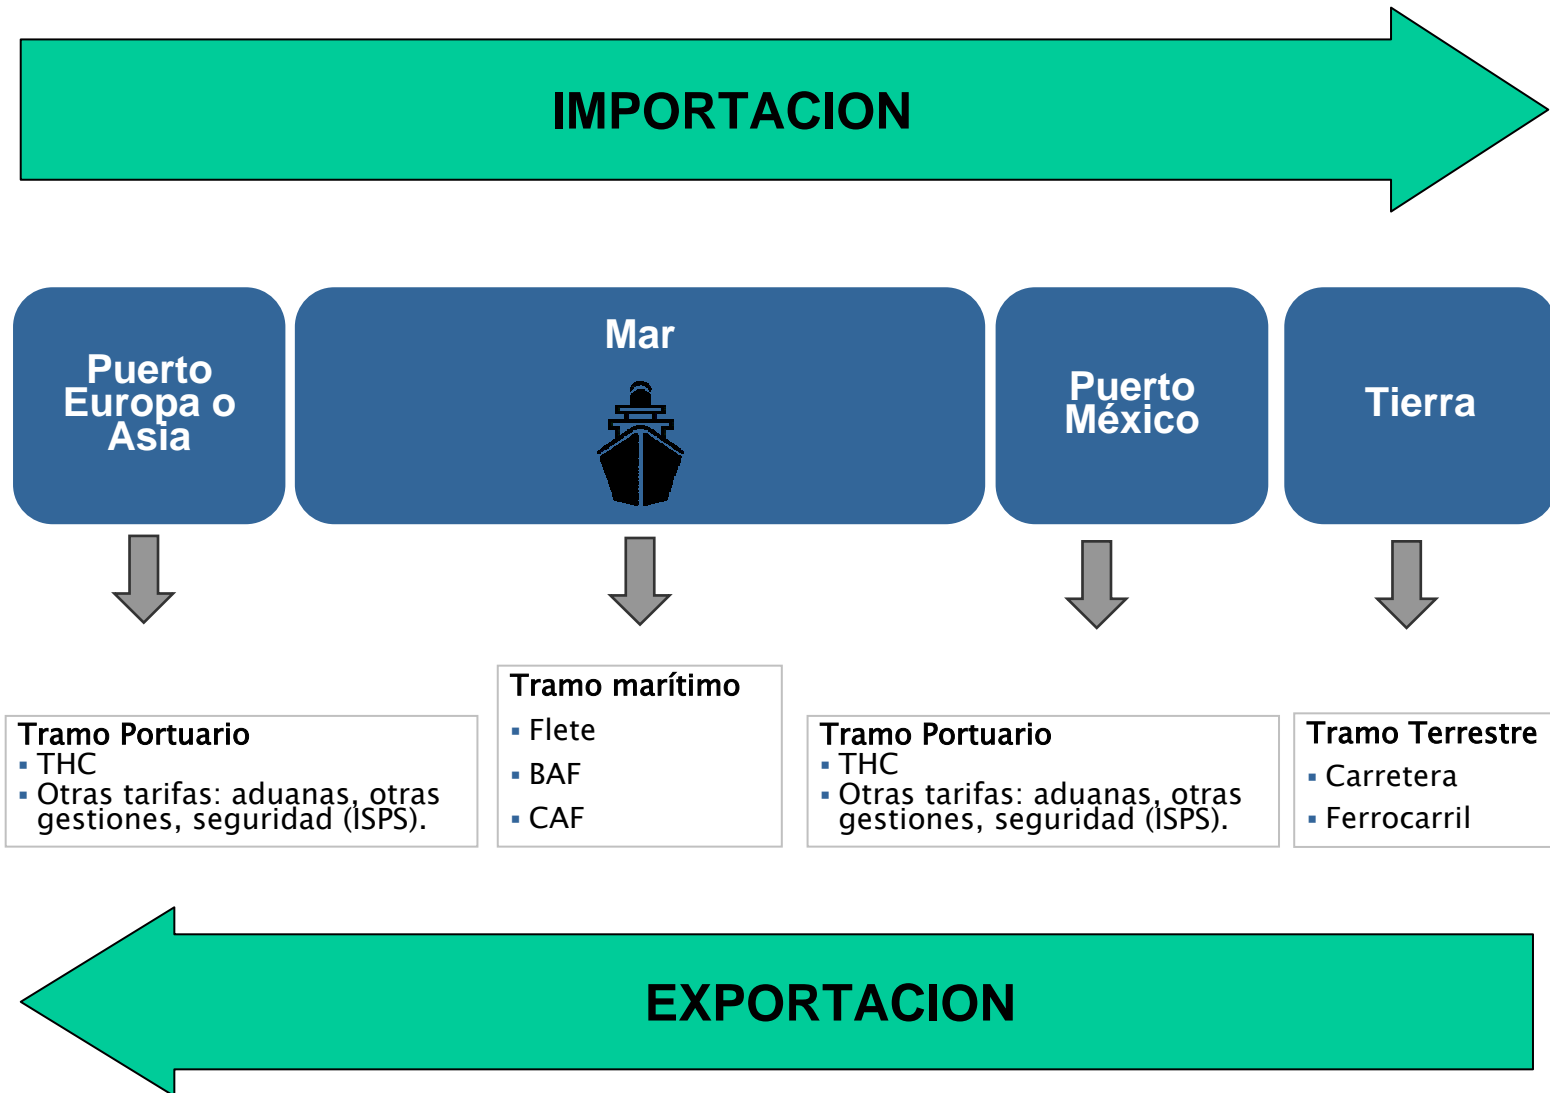 IMPORTACION
Puerto
Europa o
Asia
Mar
Puerto
México
Tierra
Tramo Portuario
▪ THC
▪ Otras tarifas: aduanas, otras
gestiones, seguridad (ISPS).
Tramo marítimo
▪ Flete
▪ BAF
▪ CAF
Tramo Portuario
▪ THC
▪ Otras tarifas: aduanas, otras
gestiones, seguridad (ISPS).
Tramo Terrestre
▪ Carretera
▪ Ferrocarril
EXPORTACION